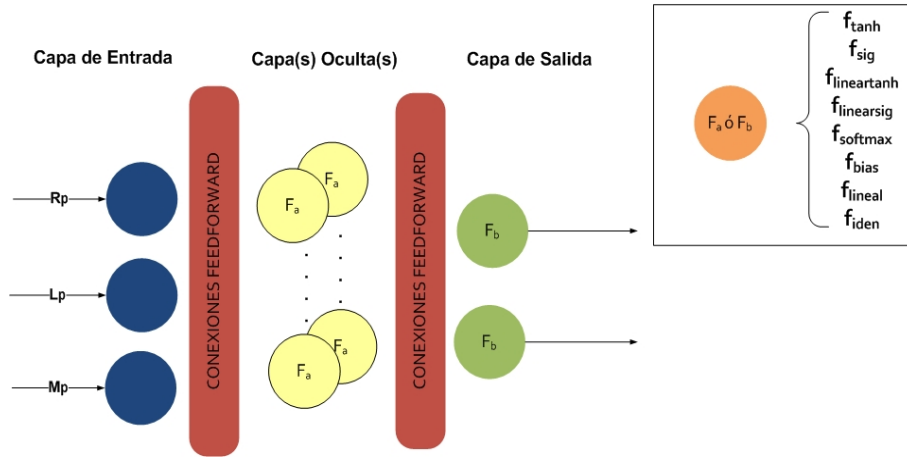 Capa de Entrada
Capa(s) Oculta(s)
Capa de Salida
Rp
Lp
Mp
CONEXIONES FEEDFORWARD
Fa
Fa
Fa
Fa
CONEXIONES FEEDFORWARD
Fb
Fb
Fa ó Fb
ftanh
fsig
flineartanh
flinearsig
fsoftmax
fbias
flineal
fiden